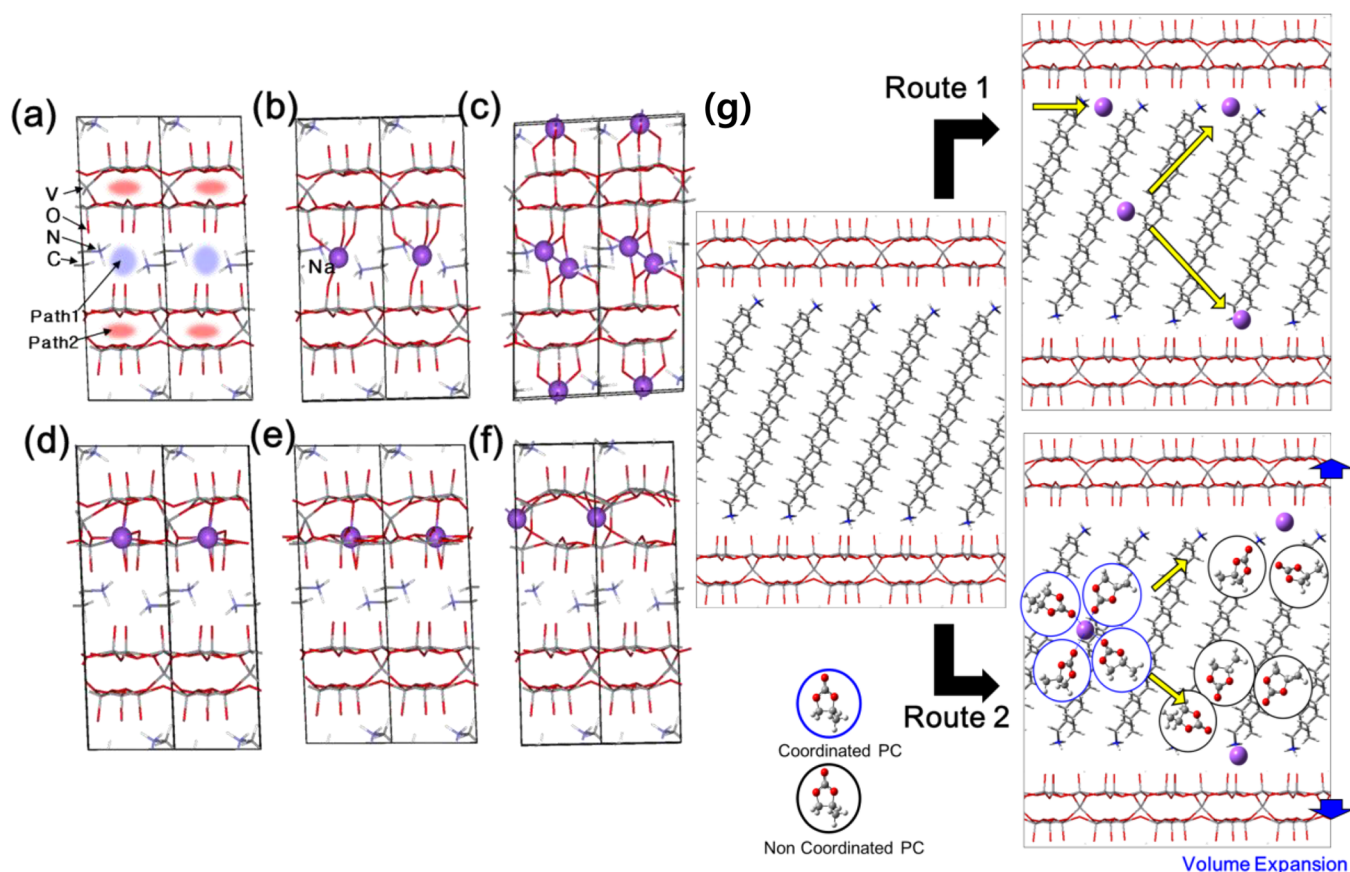 (a)
(b)
(c)
(g)
Route 1
V
O
N
C
Na
Path1
Path2
(d)
(e)
(f)
Route 2
Coordinated PC
Non Coordinated PC
Volume Expansion